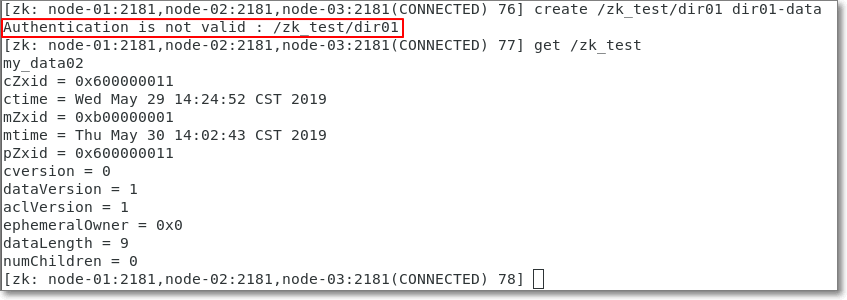 [zk: node-01:2181,node-02:2181,node-03:2181(CONNECTED) 76] create /zk_test/dir01 dir01-data
Authentication is not valid : /zk_test/dir01
[zk: node-01:2181,node-02:2181,node-03:2181(CONNECTED) 77] get /zk_test
my_data02
cZxid = 0x600000011
ctime = Wed May 29 14:24:52 CST 2019
mZxid = 0xb00000001
mtime = Thu May 30 14:02:43 CST 2019
pZxid = 0x600000011
cversion = 0
dataVersion = 1
aclVersion = 1
ephemeralOwner = 0x0
dataLength = 9
numChildren = 0
[zk: node-01:2181,node-02:2181,node-03:2181(CONNECTED) 78]